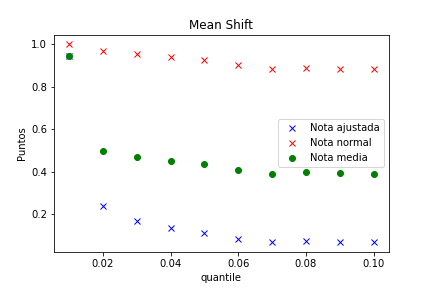 Mean Shift
Puntos
1.0
0.8
0.6
0.4
0.2
Nota ajustada
Nota normal
Nota media
0.02
0.04
0.06
0.08
0.10
quantile